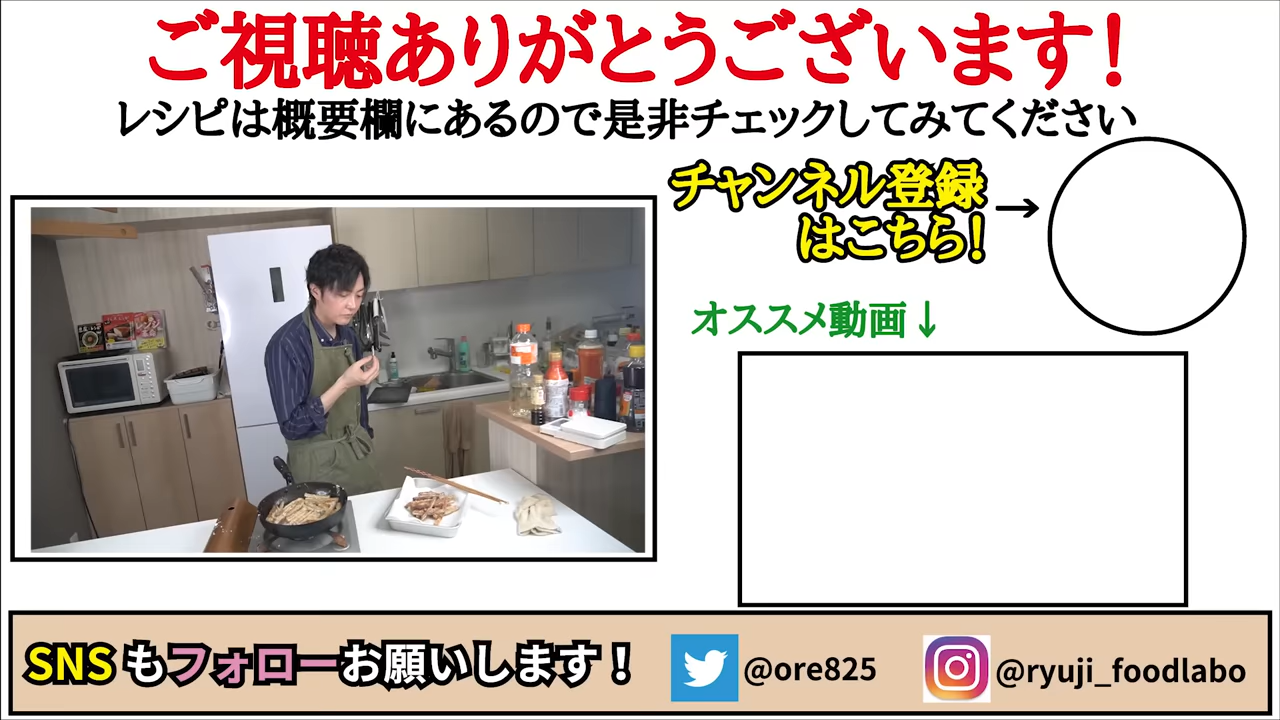 ご視聴ありがとうございます!
レシピは概要欄にあるので是非チェックしてみてください
チャンネル登録
はこちら!
→
オススメ動画↓
SNSもフォローお願いします!
@ore825
@ryuji_foodlabo